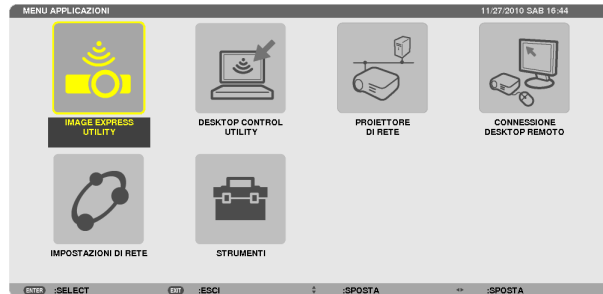 MENU APPLICAZIONI 11/27/2010 SAB 16:44
IMAGE EXPRESS
UTILITY
DESKTOP CONTROL
UTILITY
PROIETTORE
DI RETE
CONNESSIONE
DESKTOP REMOTO
IMPOSTAZIONI DI RETE
STRUMENTI
ENTER :SELECT EXIT :ESCI :SPOSTA :SPOSTA